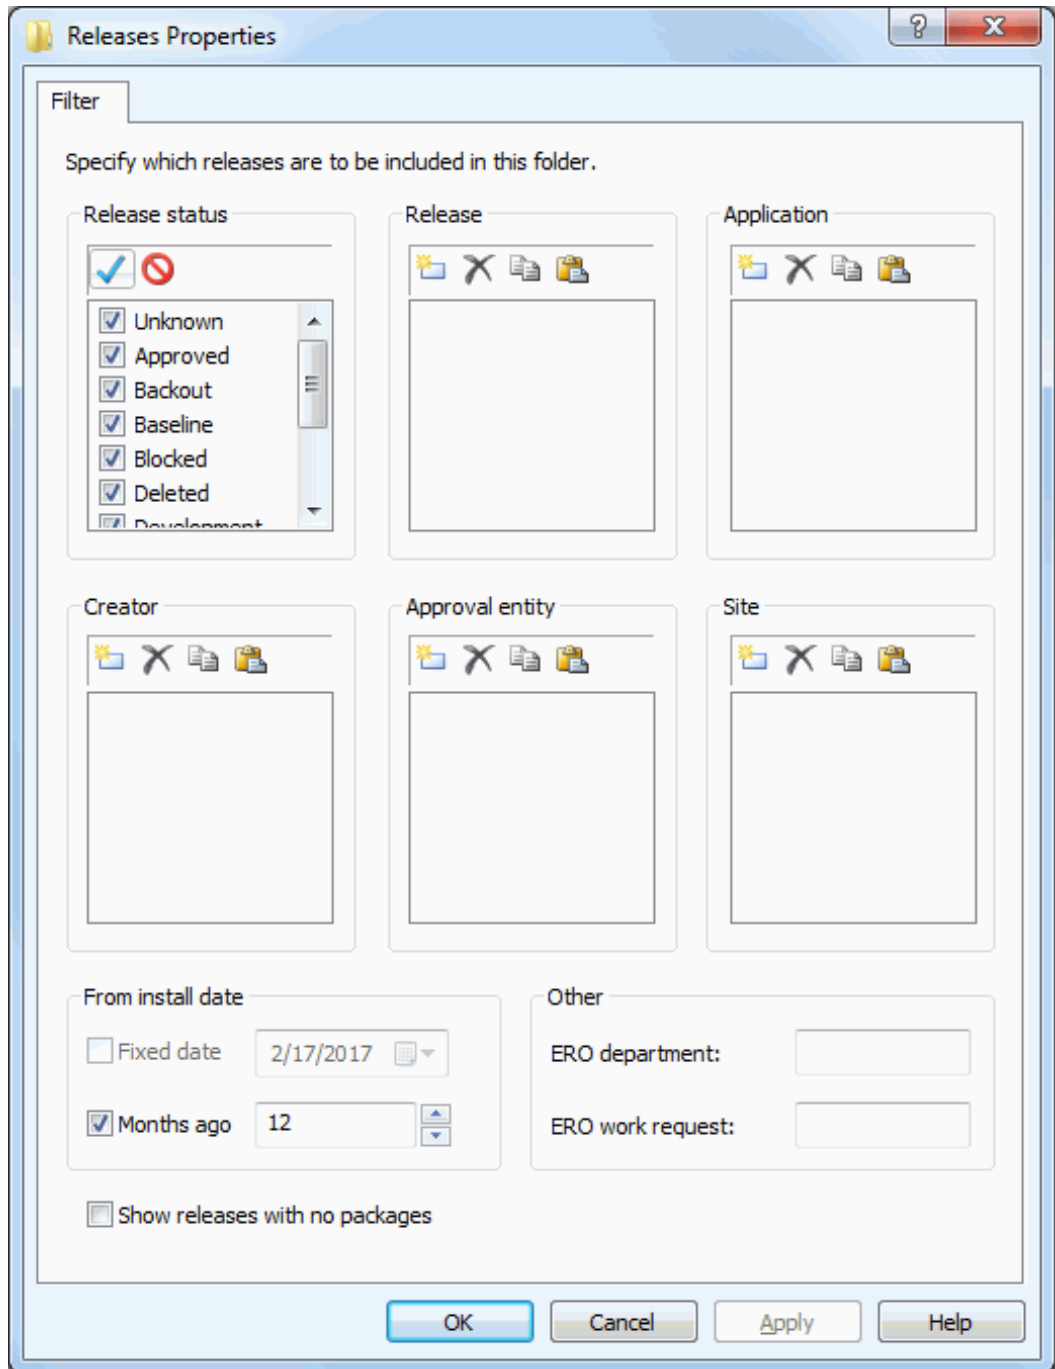 Releases Properties
Filter
Specify which releases are to be included in this folder.
Release status
Release
Application
Unknown
Approved
Backout
Baseline
Blocked
Deleted
Development
Creator
Approval entity
Site
From install date
Other
Fixed date 2/17/2017
ERO department:
Months ago 12
ERO work request:
Show releases with no packages
OK Cancel Apply Help